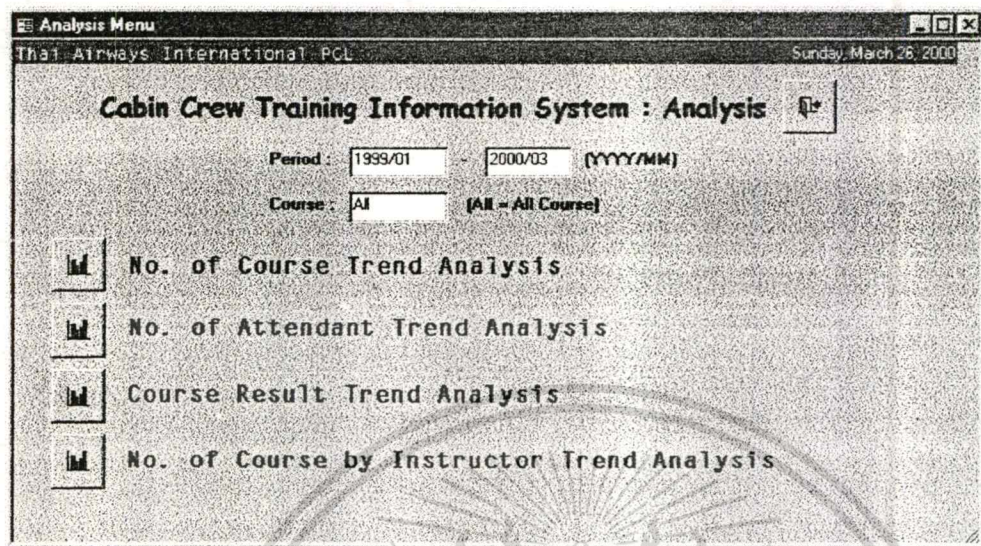 Analysis Menu
Thai Airways International PCL Sunday, March 26, 2000
Cabin Crew Training Information System : Analysis
Period : 1999/01 - 2000/03 (YYYY/MM)
Course : All (All = All Course)
No. of Course Trend Analysis
No. of Attendant Trend Analysis
Course Result Trend Analysis
No. of Course by Instructor Trend Analysis